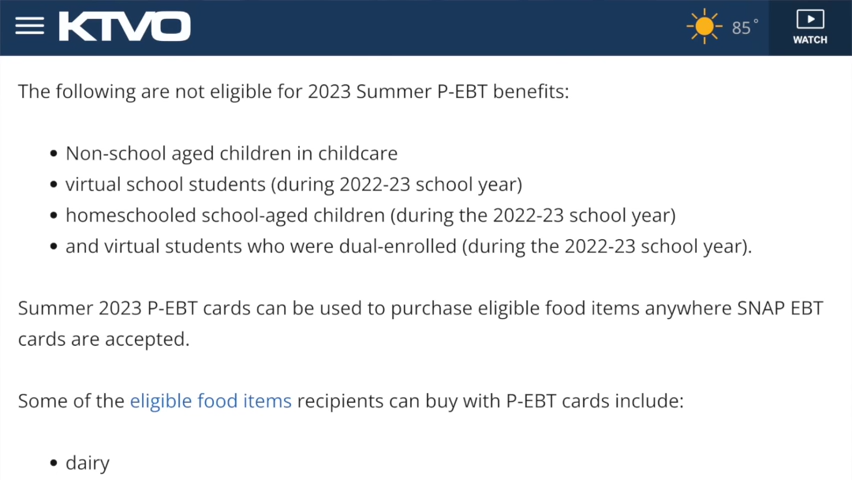 KTVO
85°
WATCH
The following are not eligible for 2023 Summer P-EBT benefits:
• Non-school aged children in childcare
• virtual school students (during 2022-23 school year)
• homeschooled school-aged children (during the 2022-23 school year)
• and virtual students who were dual-enrolled (during the 2022-23 school year).
Summer 2023 P-EBT cards can be used to purchase eligible food items anywhere SNAP EBT
cards are accepted.
Some of the eligible food items recipients can buy with P-EBT cards include:
• dairy